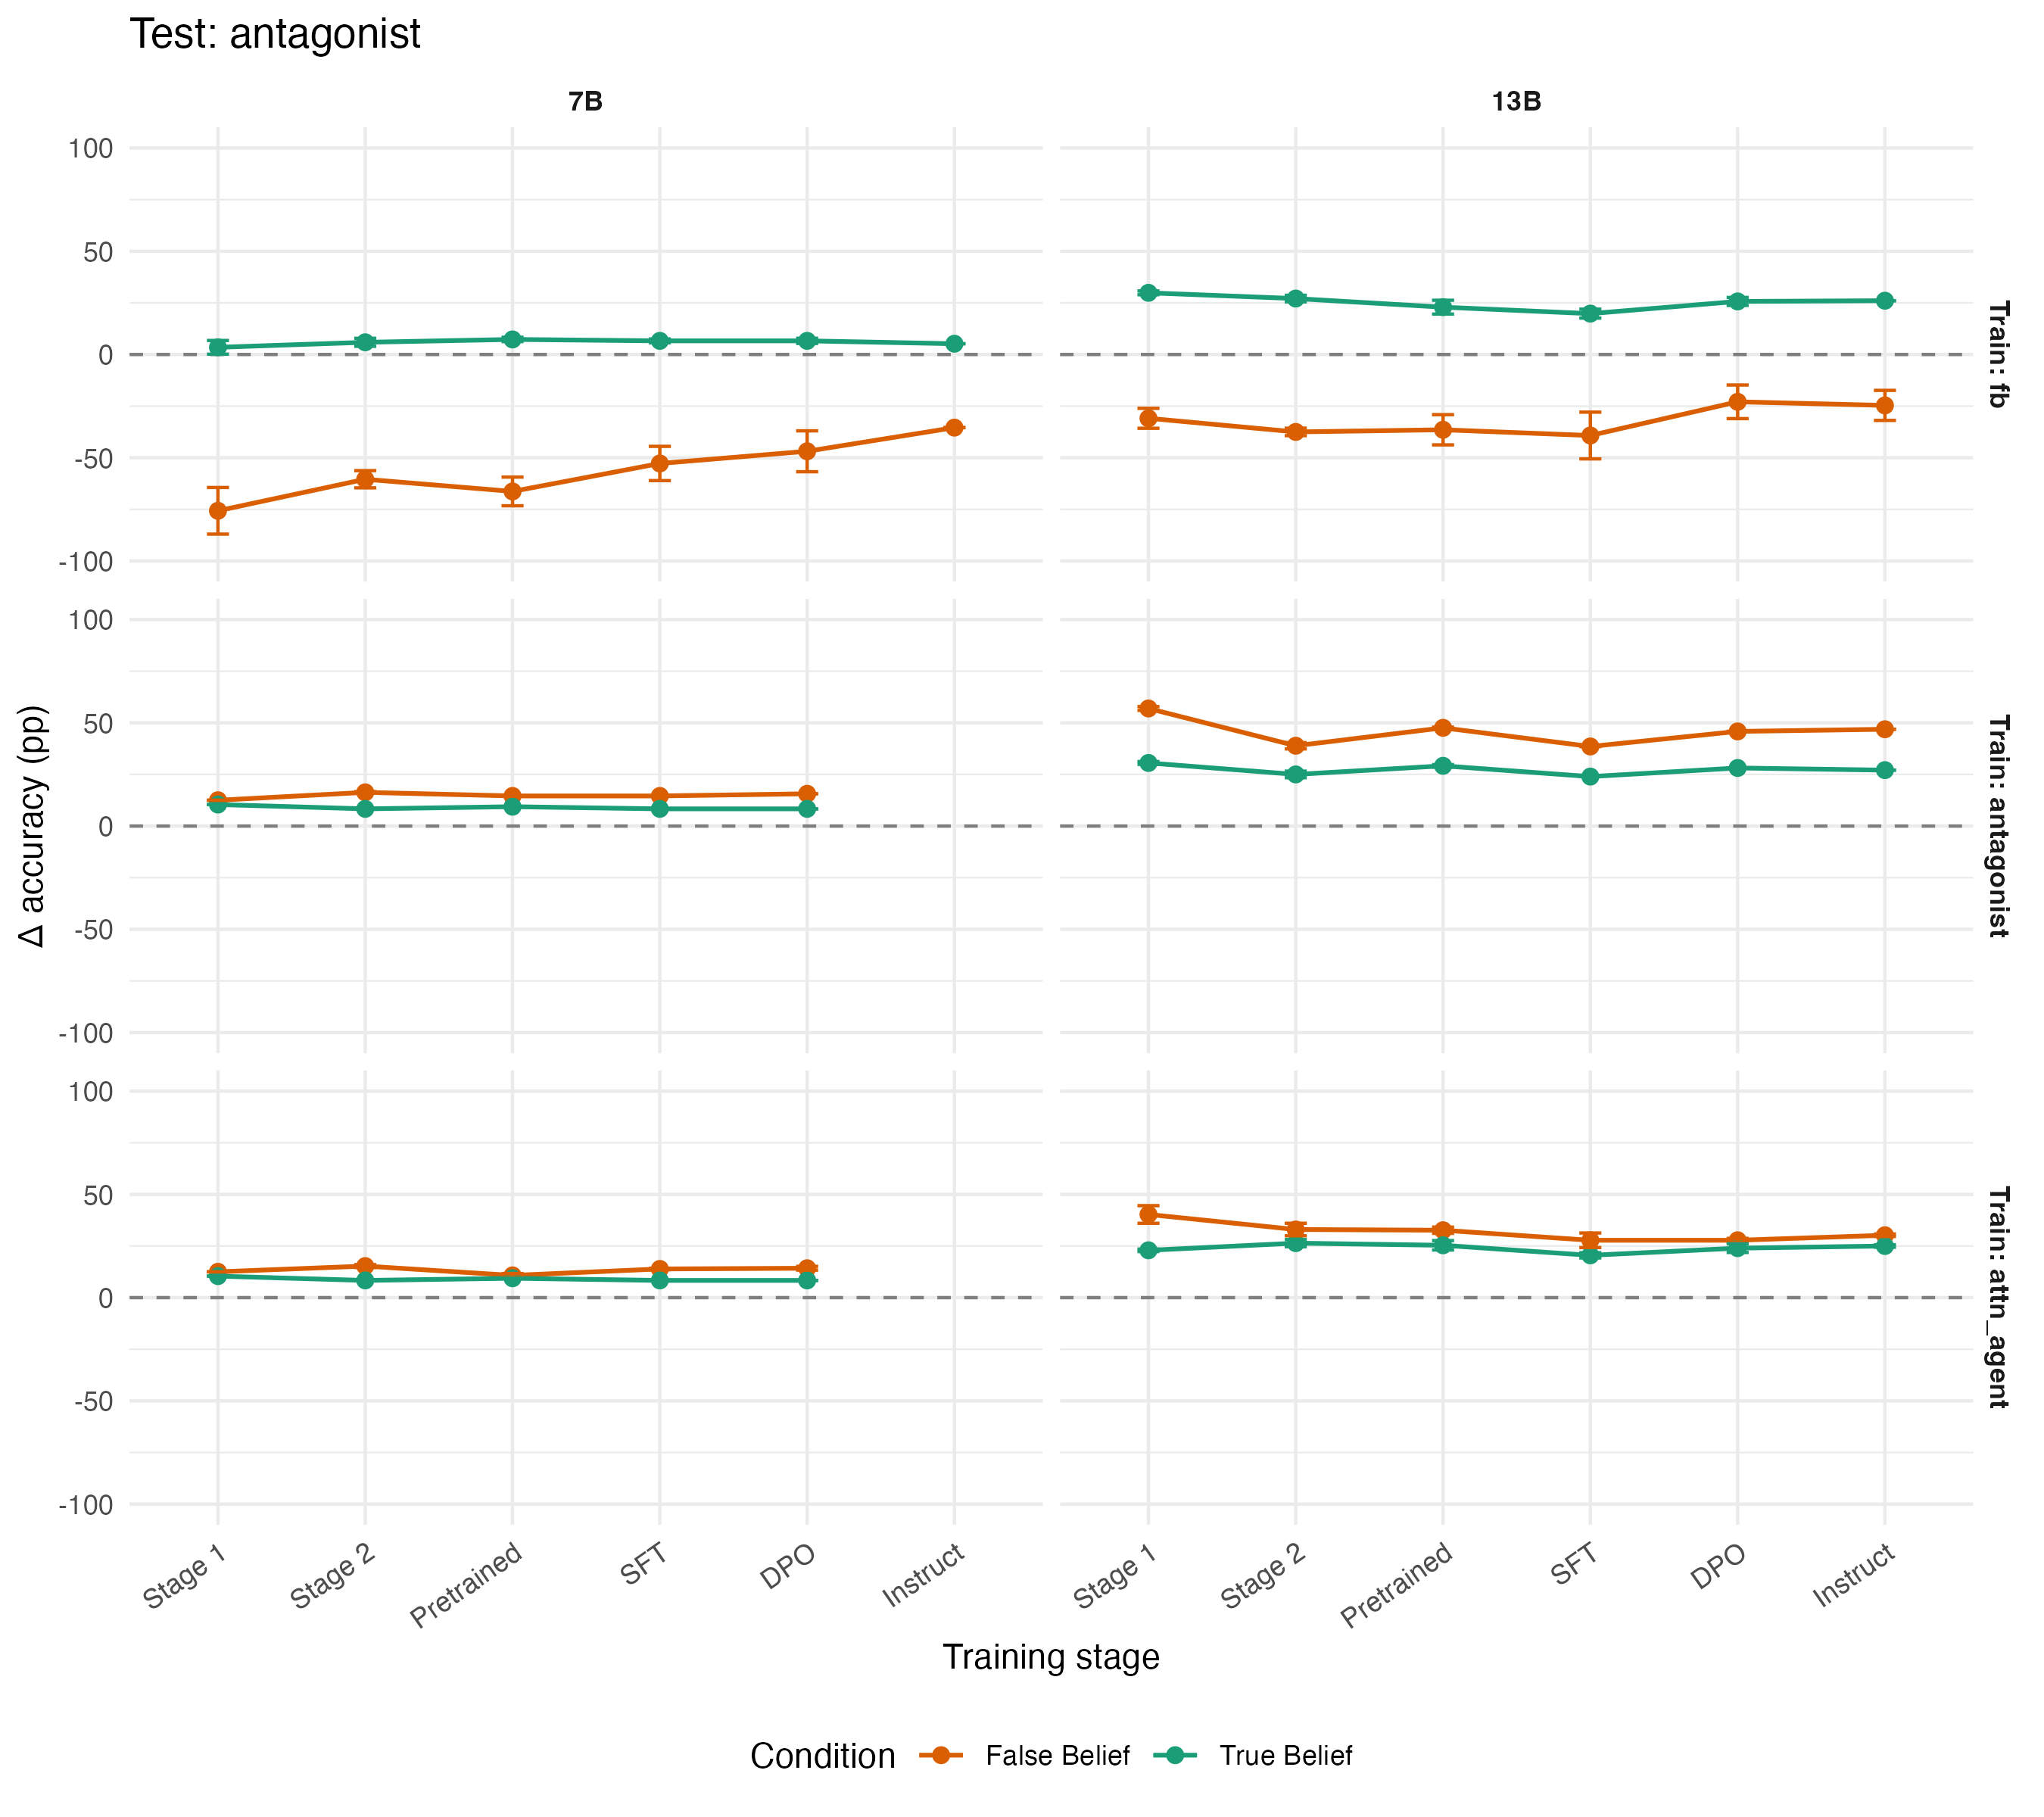 Test: antagonist
7B
13B
100
50
0
-50
-100
Train: fb
100
50
0
-50
-100
Train: antagonist
100
50
0
-50
-100
Train: attn_agent
Δ accuracy (pp)
Stage 1
Stage 2
Pretrained
SFT
DPO
Instruct
Stage 1
Stage 2
Pretrained
SFT
DPO
Instruct
Training stage
Condition False Belief True Belief